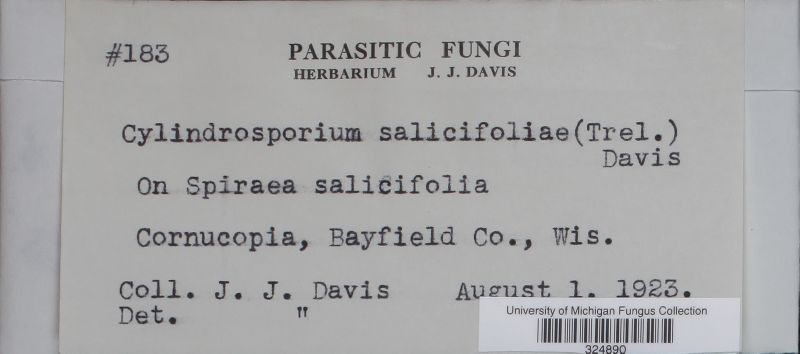 #183
PARASITIC FUNGI
HERBARIUM J. J. DAVIS
Cylindrosporium salicifoliae(Trel.)
Davis
On Spiraea salicifolia
Cornucopia, Bayfield Co., Wis.
Coll. J. J. Davis August 1. 1923.
Det. "
University of Michigan Fungus Collection
324890